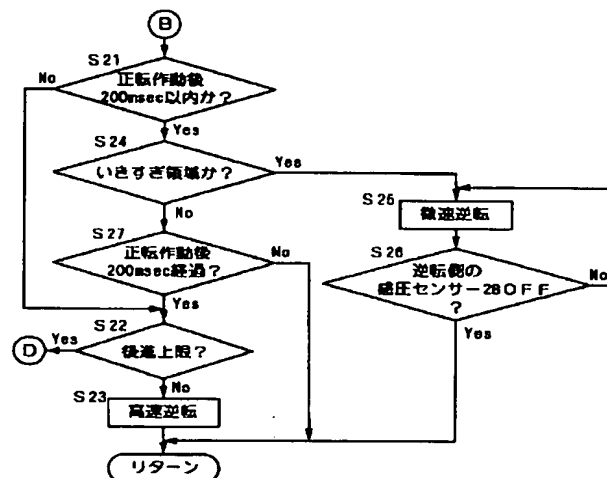 B
S21
正転作動後
200msec以内か?
No
Yes
S24
いきすぎ領域か?
Yes
No
S25
微速逆転
S27
正転作動後
200msec経過?
No
Yes
S26
逆転側の
感圧センサー28OFF
?
No
Yes
S22
後進上限?
Yes
D
No
S23
高速逆転
リターン